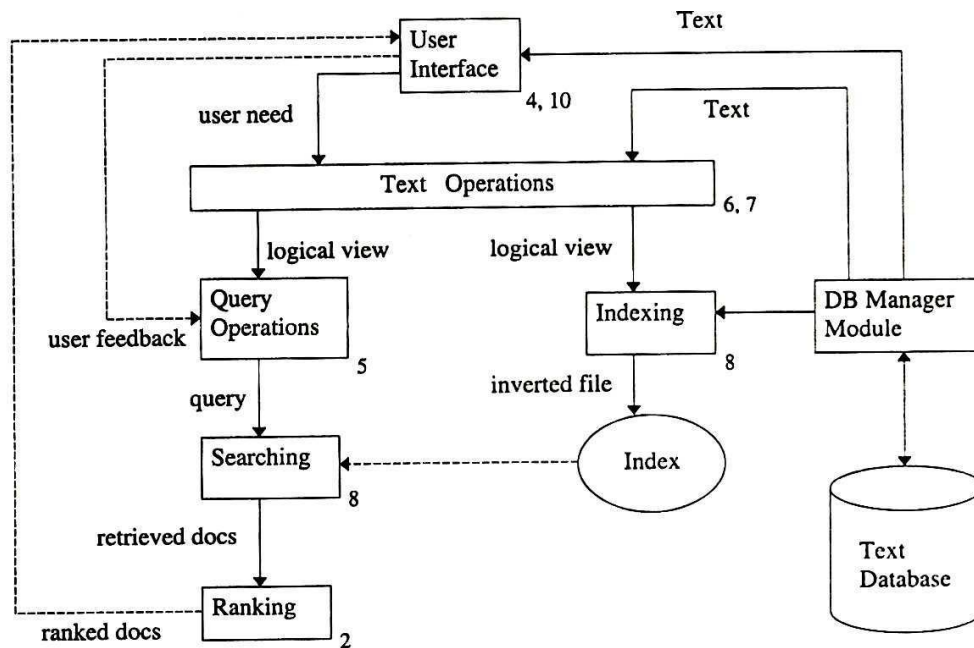 Text
User
Interface
4, 10
user need
Text
Text Operations
6, 7
logical view
logical view
Query
Operations
5
user feedback
Indexing
8
DB Manager
Module
query
inverted file
Searching
8
Index
retrieved docs
Text
Database
Ranking
2
ranked docs